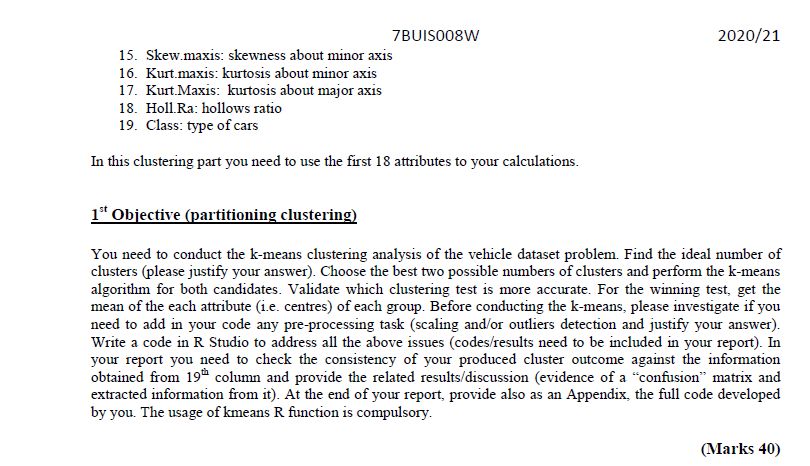 7BUIS008W 2020/21
15. Skew.maxis: skewness about minor axis
16. Kurt.maxis: kurtosis about minor axis
17. Kurt.Maxis: kurtosis about major axis
18. Holl.Ra: hollows ratio
19. Class: type of cars
In this clustering part you need to use the first 18 attributes to your calculations.
1st Objective (partitioning clustering)
You need to conduct the k-means clustering analysis of the vehicle dataset problem. Find the ideal number of
clusters (please justify your answer). Choose the best two possible numbers of clusters and perform the k-means
algorithm for both candidates. Validate which clustering test is more accurate. For the winning test, get the
mean of the each attribute (i.e. centres) of each group. Before conducting the k-means, please investigate if you
need to add in your code any pre-processing task (scaling and/or outliers detection and justify your answer).
Write a code in R Studio to address all the above issues (codes/results need to be included in your report). In
your report you need to check the consistency of your produced cluster outcome against the information
obtained from 19th column and provide the related results/discussion (evidence of a “confusion” matrix and
extracted information from it). At the end of your report, provide also as an Appendix, the full code developed
by you. The usage of kmeans R function is compulsory.
(Marks 40)